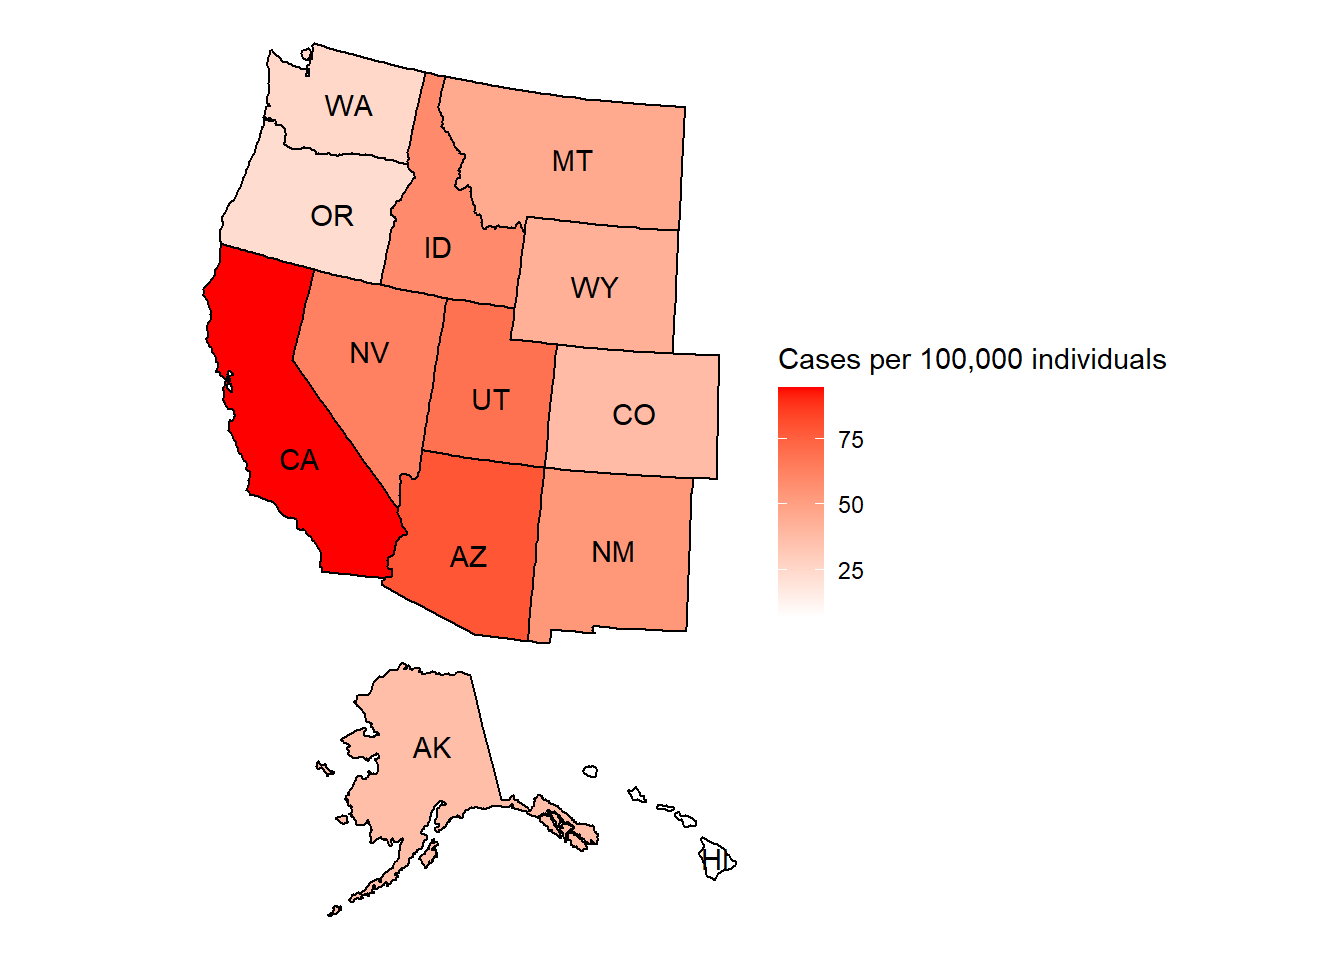 WA
MT
OR
ID
WY
NV
Cases per 100,000 individuals
UT
CO
75
CA
50
AZ
NM
25
AK
HI